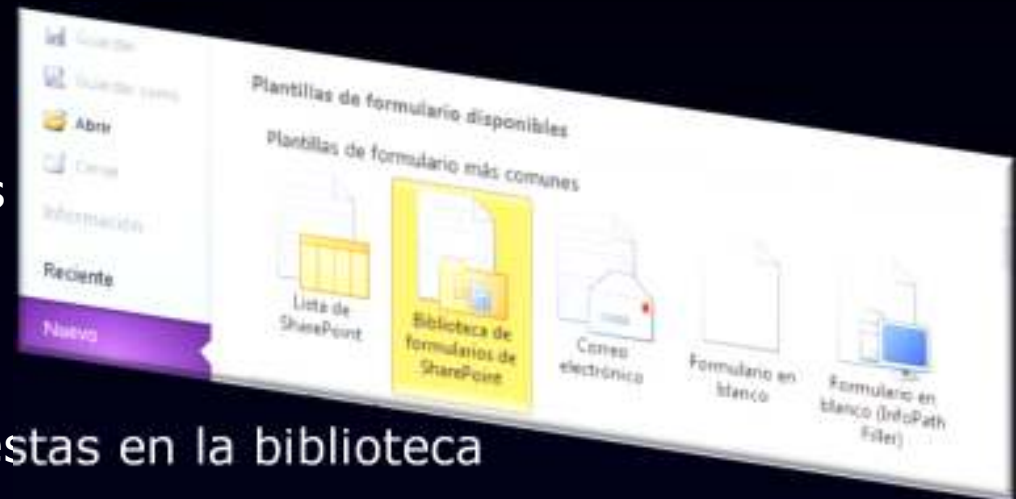 Guardar
Guardar como
Abrir
Cerrar
Información
Reciente
Nuevo
Plantillas de formulario disponibles
Plantillas de formulario más comunes
Lista de
SharePoint
Biblioteca de
formularios de
SharePoint
Correo
electrónico
Formulario en
blanco
Formulario en
blanco (InfoPath
Filler)
s
estas en la biblioteca